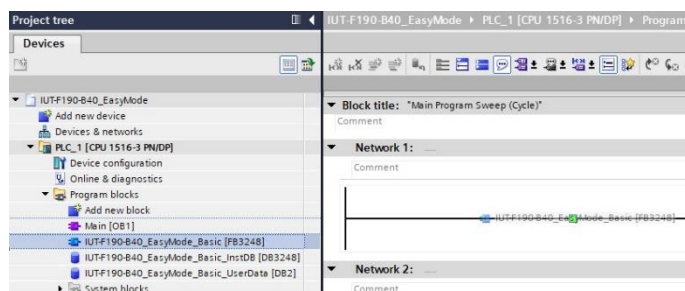 Project tree
IUT-F190-B40_EasyMode ▸ PLC_1 [CPU 1516-3 PN/DP] ▸ Program
Devices
IUT-F190-B40_EasyMode
Add new device
Devices & networks
PLC_1 [CPU 1516-3 PN/DP]
Device configuration
Online & diagnostics
Program blocks
Add new block
Main [OB1]
IUT-F190-B40_EasyMode_Basic [FB3248]
IUT-F190-B40_EasyMode_Basic_InstDB [DB3248]
IUT-F190-B40_EasyMode_Basic_UserData [DB2]
System blocks
Block title: "Main Program Sweep (Cycle)"
Comment
Network 1:
Comment
IUT-F190-B40_EasyMode_Basic [FB3248]
Network 2:
Comment